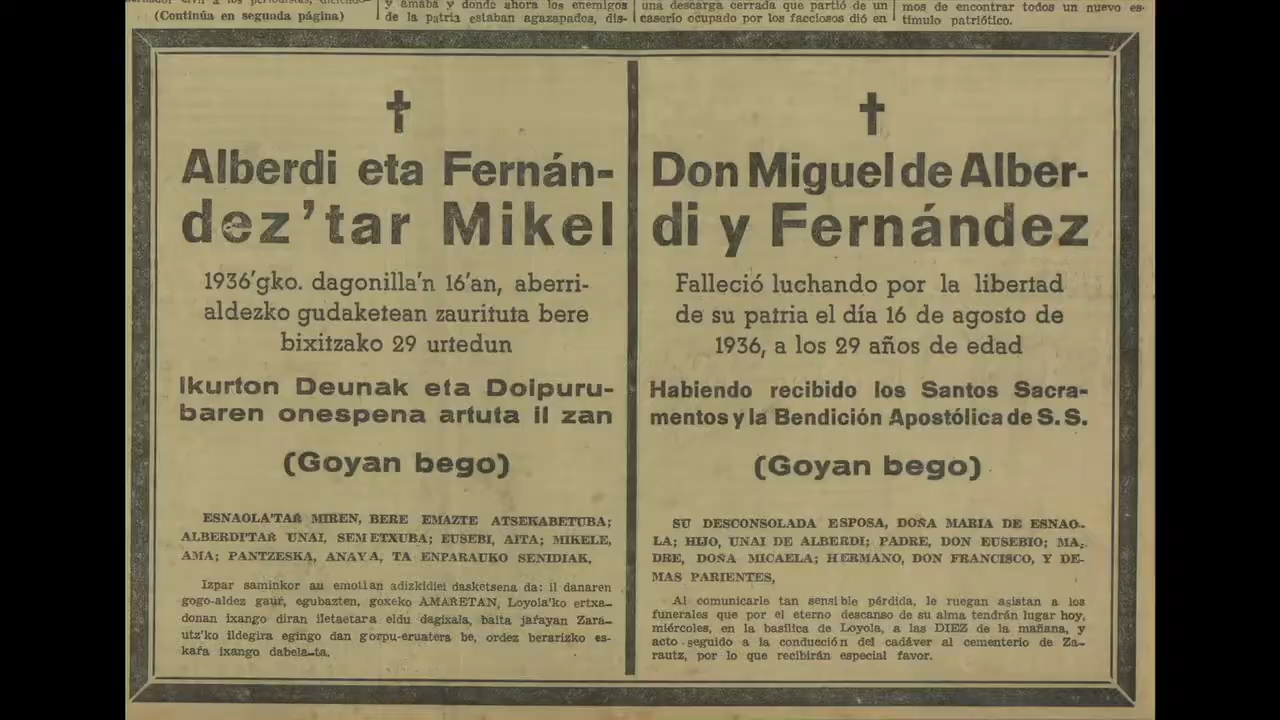 (Continúa en segunda página)
y amaba y donde ahora los enemigos
de la patria estaban agazapados, dis-
una descarga cerrada que partió de un
caserío ocupado por los facciosos dió en
mos de encontrar todos un nuevo es-
tímulo patriótico.
Alberdi eta Fernán-
dez'tar Mikel
1936'gko. dagonilla'n 16'an, aberri-
aldezko gudaketean zaurituta bere
bixitzako 29 urtedun
Ikurton Deunak eta Doipuru-
baren onespena artuta il zan
(Goyan bego)
ESNAOLA'TAŔ MIREN, BERE EMAZTE ATSEKABETUBA;
ALBERDI'TAR UNAI, SEMETXUBA; EUSEBI, AITA; MIKELE,
AMA; PANTZESKA, ANAYA, TA ENPARAUKO SENIDIAK,
Izpar saminkor au emotian adizkidiei dasketsena da: il danaren
gogo-aldez gaur, egubazten, goxeko AMARETAN, Loyola'ko ertxa-
donan ixango diran iletaetara eldu dagixala, baita jaŕayan Zara-
utz'ko ildegira egingo dan gorpu-eruatera be, ordez berarizko es-
kaŕa ixango dabela-ta.
Don Miguel de Alber-
di y Fernández
Falleció luchando por la libertad
de su patria el día 16 de agosto de
1936, a los 29 años de edad
Habiendo recibido los Santos Sacra-
mentos y la Bendición Apostólica de S. S.
(Goyan bego)
SU DESCONSOLADA ESPOSA, DOÑA MARIA DE ESNAO-
LA; HIJO, UNAI DE ALBERDI; PADRE, DON EUSEBIO; MA-
DRE, DOÑA MICAELA; HERMANO, DON FRANCISCO, Y DE-
MAS PARIENTES,
Al comunicarle tan sensible pérdida, le ruegan asistan a los
funerales que por el eterno descanso de su alma tendrán lugar hoy,
miércoles, en la basílica de Loyola, a las DIEZ de la mañana, y
acto seguido a la conducción del cadáver al cementerio de Za-
rautz, por lo que recibirán especial favor.